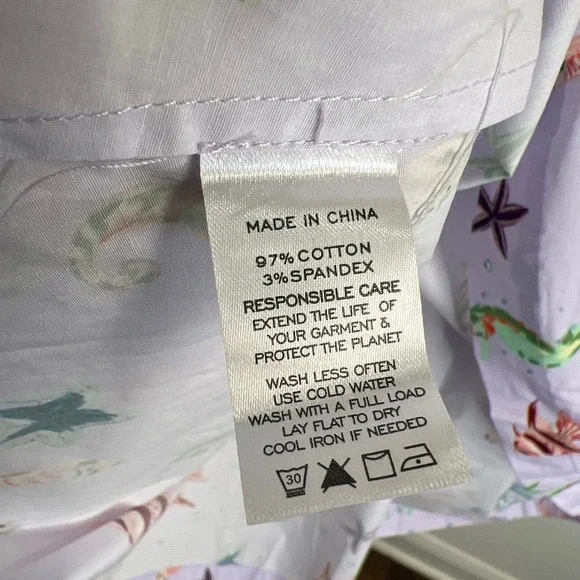 MADE IN CHINA
97% COTTON
3% SPANDEX
RESPONSIBLE CARE
EXTEND THE LIFE OF
YOUR GARMENT &
PROTECT THE PLANET
WASH LESS OFTEN
USE COLD WATER
WASH WITH A FULL LOAD
LAY FLAT TO DRY
COOL IRON IF NEEDED
30